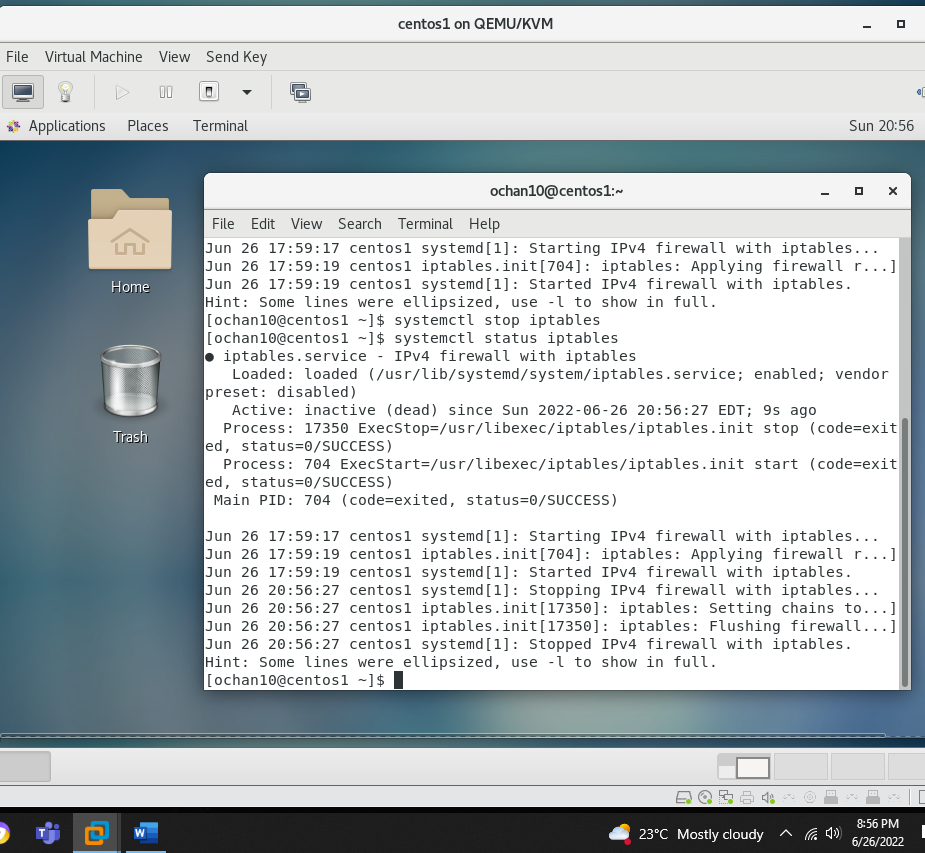 centos1 on QEMU/KVM
File Virtual Machine View Send Key
Applications Places Terminal Sun 20:56
Home
Trash
ochan10@centos1:~
File Edit View Search Terminal Help
Jun 26 17:59:17 centos1 systemd[1]: Starting IPv4 firewall with iptables...
Jun 26 17:59:19 centos1 iptables.init[704]: iptables: Applying firewall r...]
Jun 26 17:59:19 centos1 systemd[1]: Started IPv4 firewall with iptables.
Hint: Some lines were ellipsized, use -l to show in full.
[ochan10@centos1 ~]$ systemctl stop iptables
[ochan10@centos1 ~]$ systemctl status iptables
● iptables.service - IPv4 firewall with iptables
   Loaded: loaded (/usr/lib/systemd/system/iptables.service; enabled; vendor
preset: disabled)
   Active: inactive (dead) since Sun 2022-06-26 20:56:27 EDT; 9s ago
  Process: 17350 ExecStop=/usr/libexec/iptables/iptables.init stop (code=exit
ed, status=0/SUCCESS)
  Process: 704 ExecStart=/usr/libexec/iptables/iptables.init start (code=exit
ed, status=0/SUCCESS)
 Main PID: 704 (code=exited, status=0/SUCCESS)
Jun 26 17:59:17 centos1 systemd[1]: Starting IPv4 firewall with iptables...
Jun 26 17:59:19 centos1 iptables.init[704]: iptables: Applying firewall r...]
Jun 26 17:59:19 centos1 systemd[1]: Started IPv4 firewall with iptables.
Jun 26 20:56:27 centos1 systemd[1]: Stopping IPv4 firewall with iptables...
Jun 26 20:56:27 centos1 iptables.init[17350]: iptables: Setting chains to...]
Jun 26 20:56:27 centos1 iptables.init[17350]: iptables: Flushing firewall...]
Jun 26 20:56:27 centos1 systemd[1]: Stopped IPv4 firewall with iptables.
Hint: Some lines were ellipsized, use -l to show in full.
[ochan10@centos1 ~]$
23°C Mostly cloudy
8:56 PM
6/26/2022